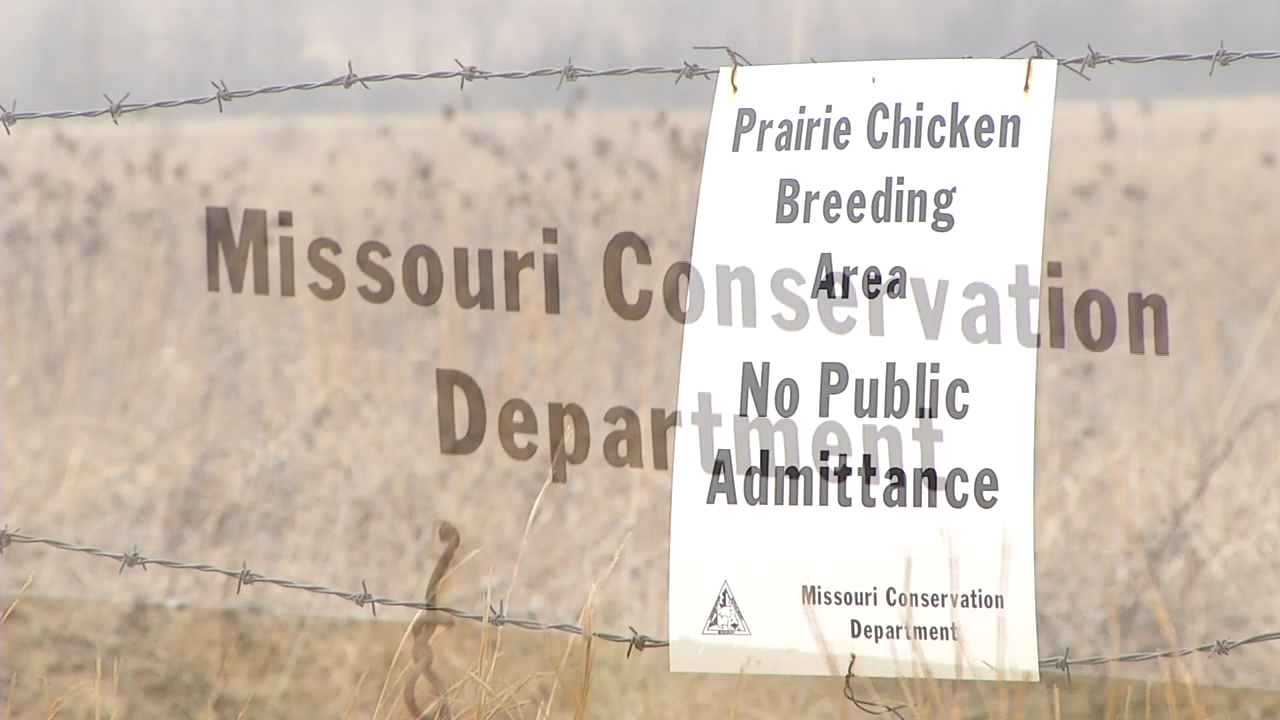 Prairie Chicken
Breeding
Area
No Public
Admittance
Missouri Conservation
Department
Missouri Conservation
Department